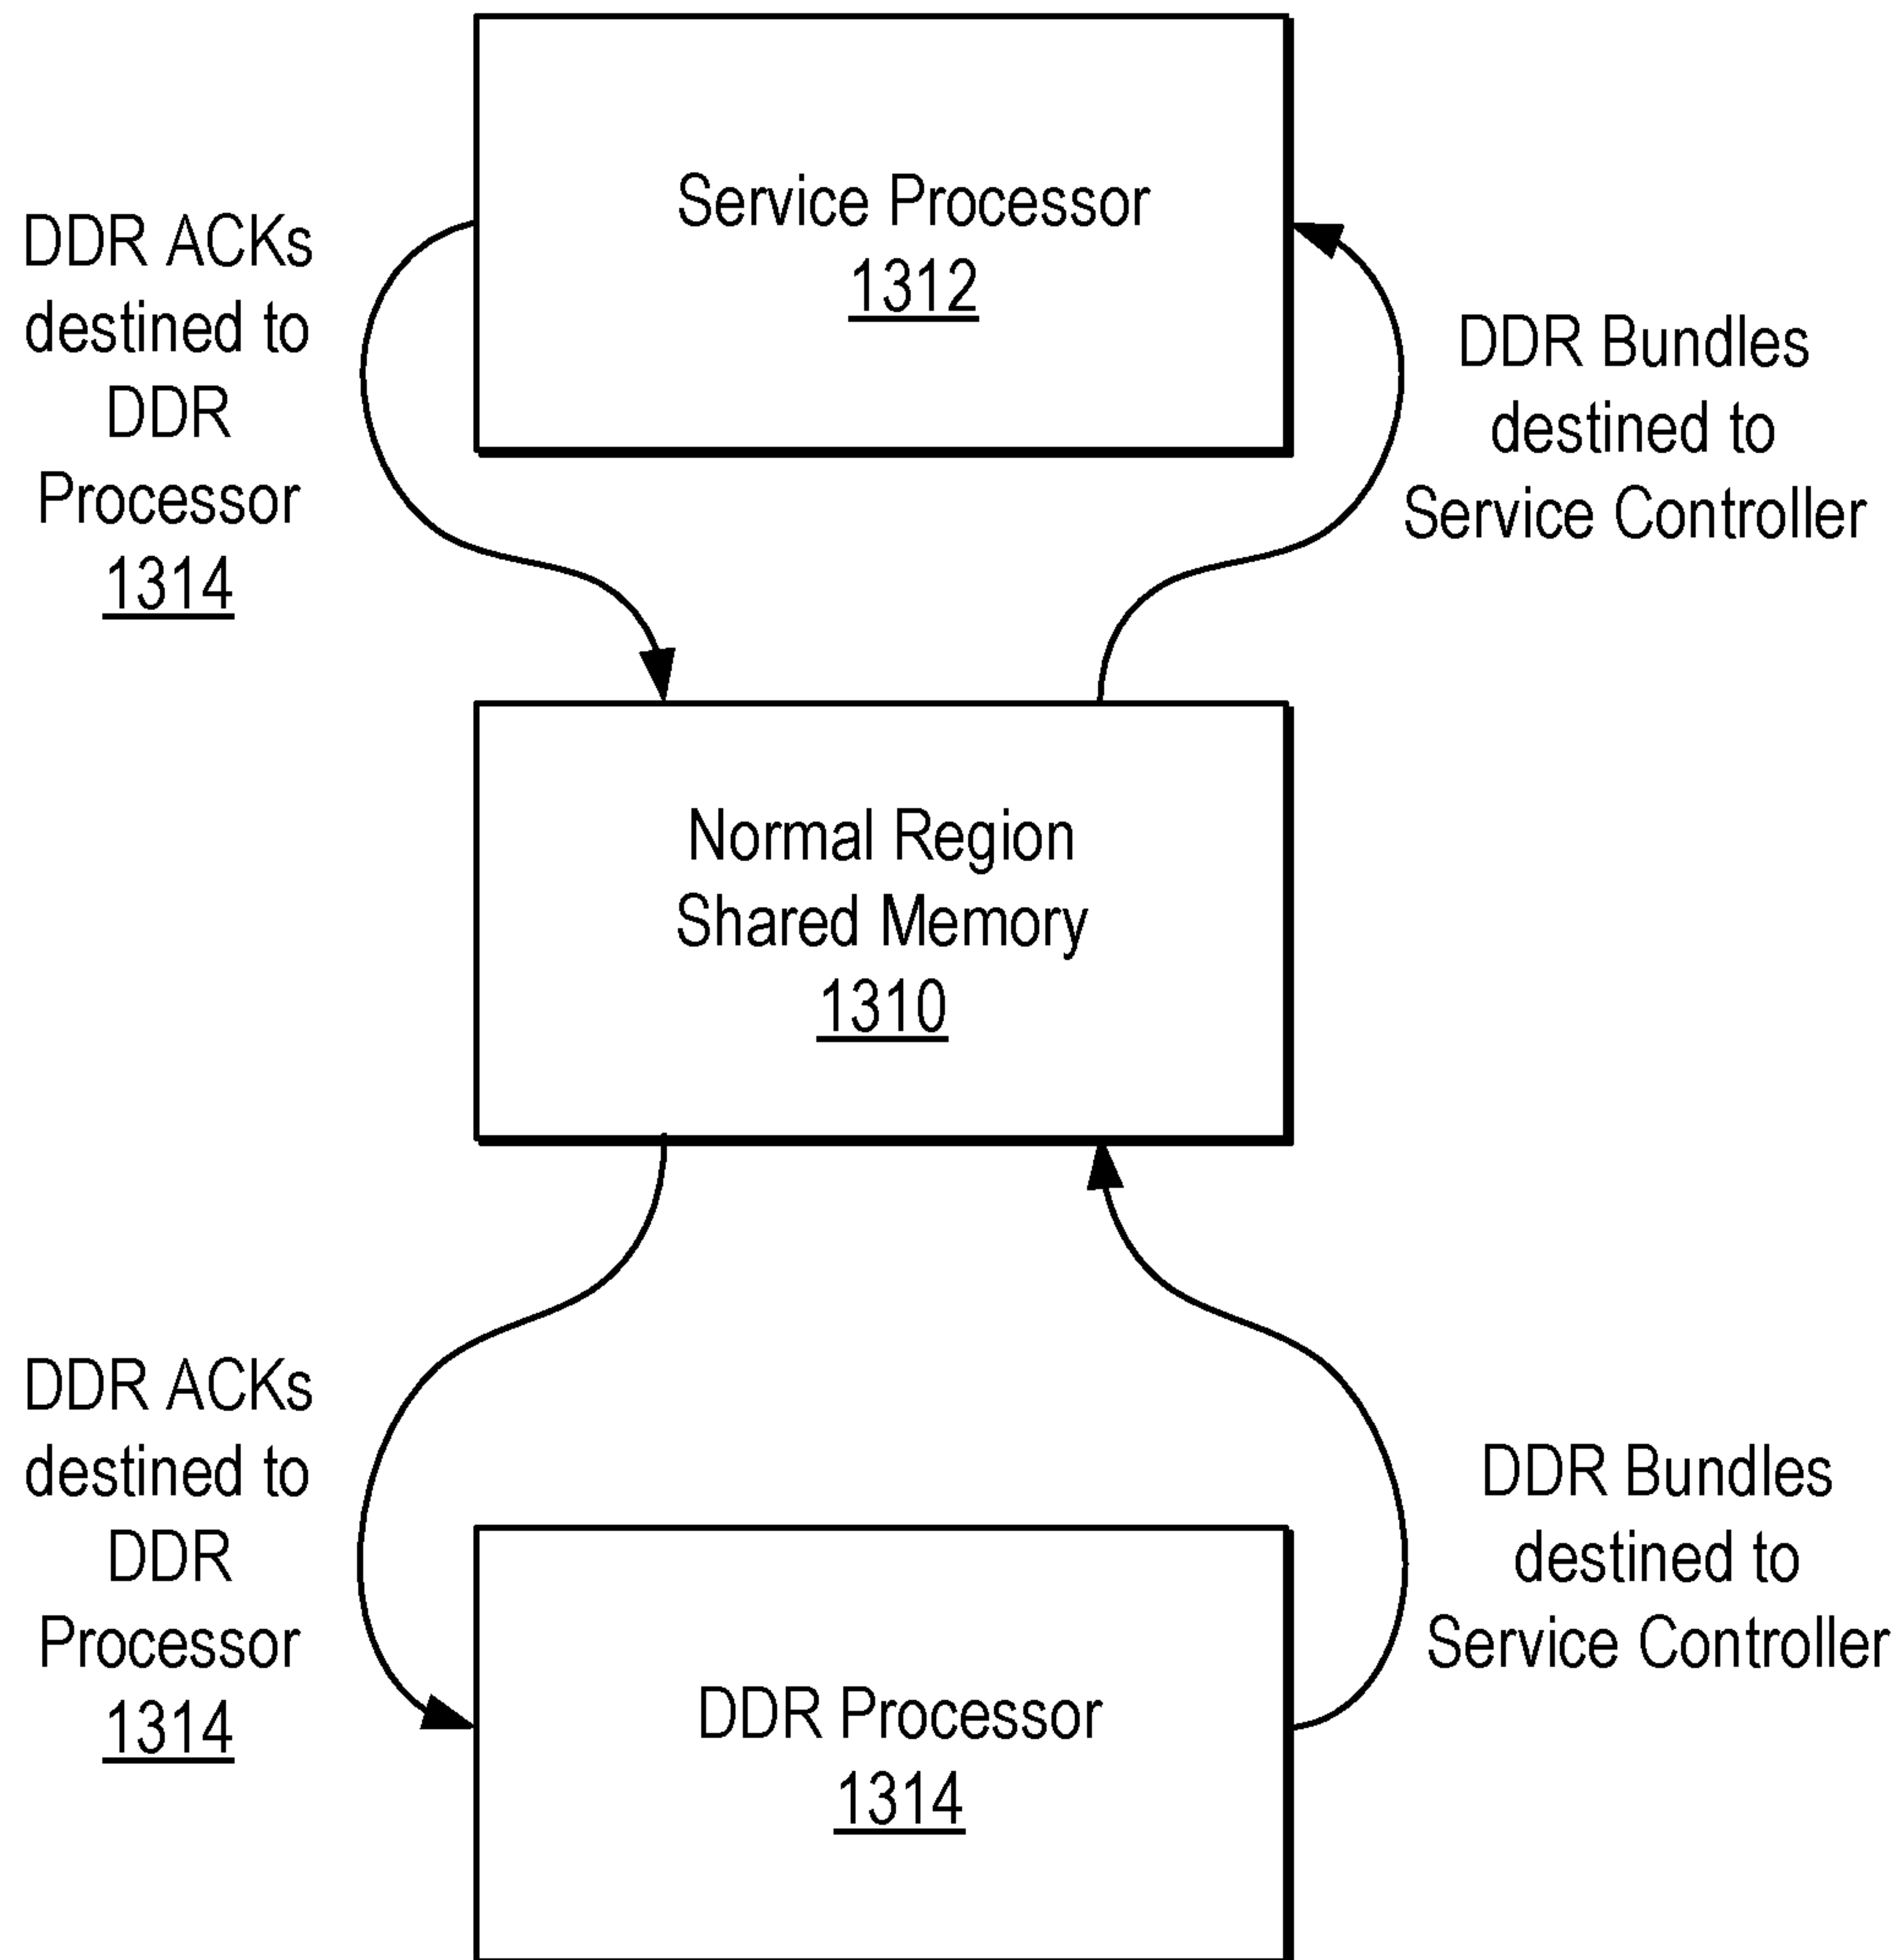 Service Processor
1312
DDR ACKs
destined to
DDR
Processor
1314
DDR Bundles
destined to
Service Controller
Normal Region
Shared Memory
1310
DDR ACKs
destined to
DDR
Processor
1314
DDR Bundles
destined to
Service Controller
DDR Processor
1314